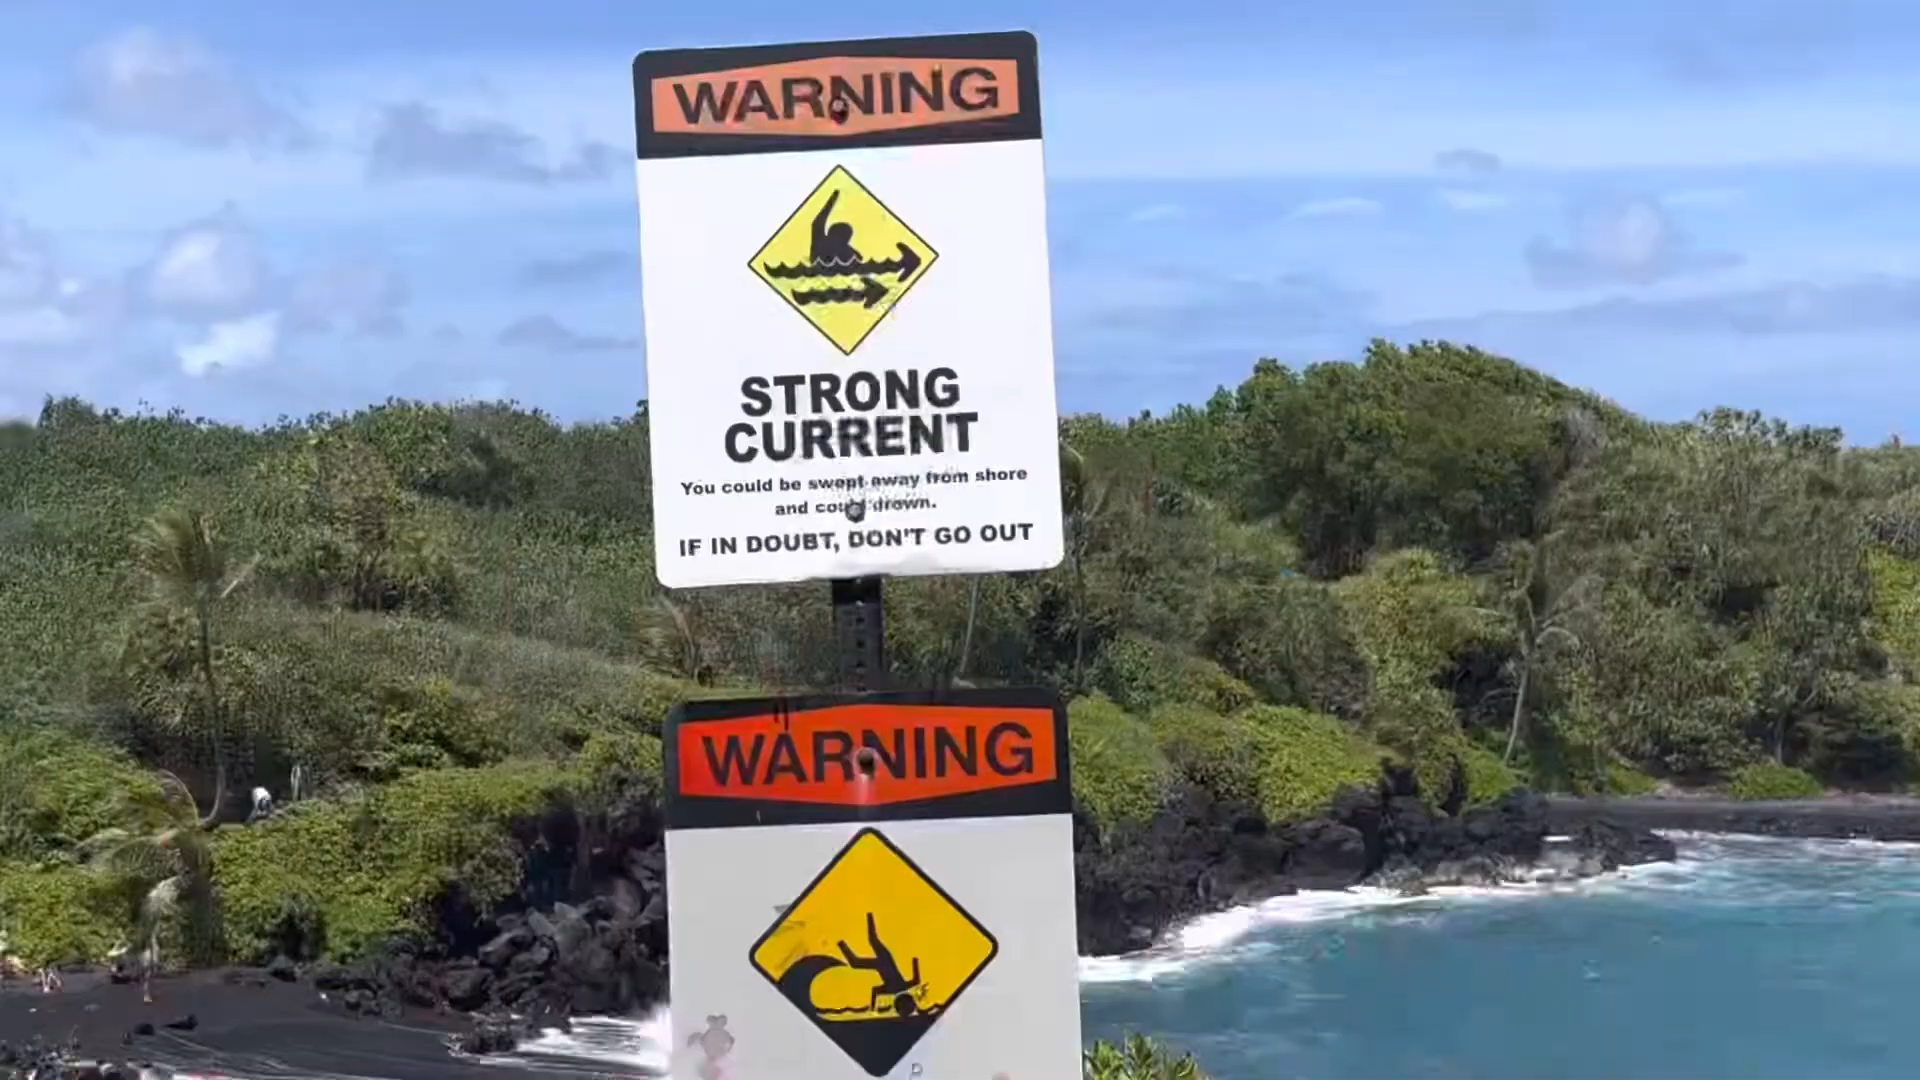 WARNING
STRONG
CURRENT
You could be swept away from shore
and could drown.
IF IN DOUBT, DON'T GO OUT
WARNING